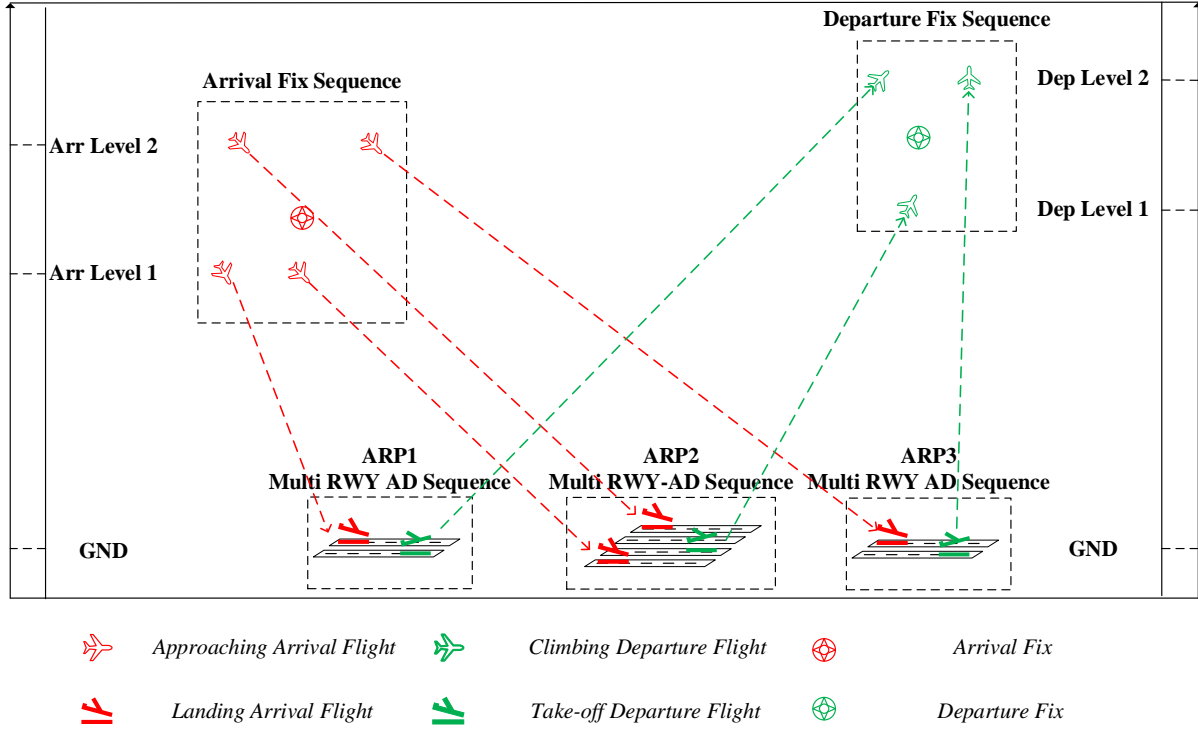 Departure Fix Sequence
Arrival Fix Sequence
Dep Level 2
Arr Level 2
Dep Level 1
Arr Level 1
ARP1
Multi RWY AD Sequence
ARP2
Multi RWY-AD Sequence
ARP3
Multi RWY AD Sequence
GND
GND
Approaching Arrival Flight
Climbing Departure Flight
Arrival Fix
Landing Arrival Flight
Take-off Departure Flight
Departure Fix